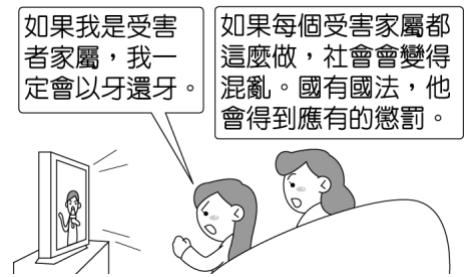 如果我是受害
者家屬，我一
定會以牙還牙。
如果每個受害家屬都
這麼做，社會會變得
混亂。國有國法，他
會得到應有的懲罰。